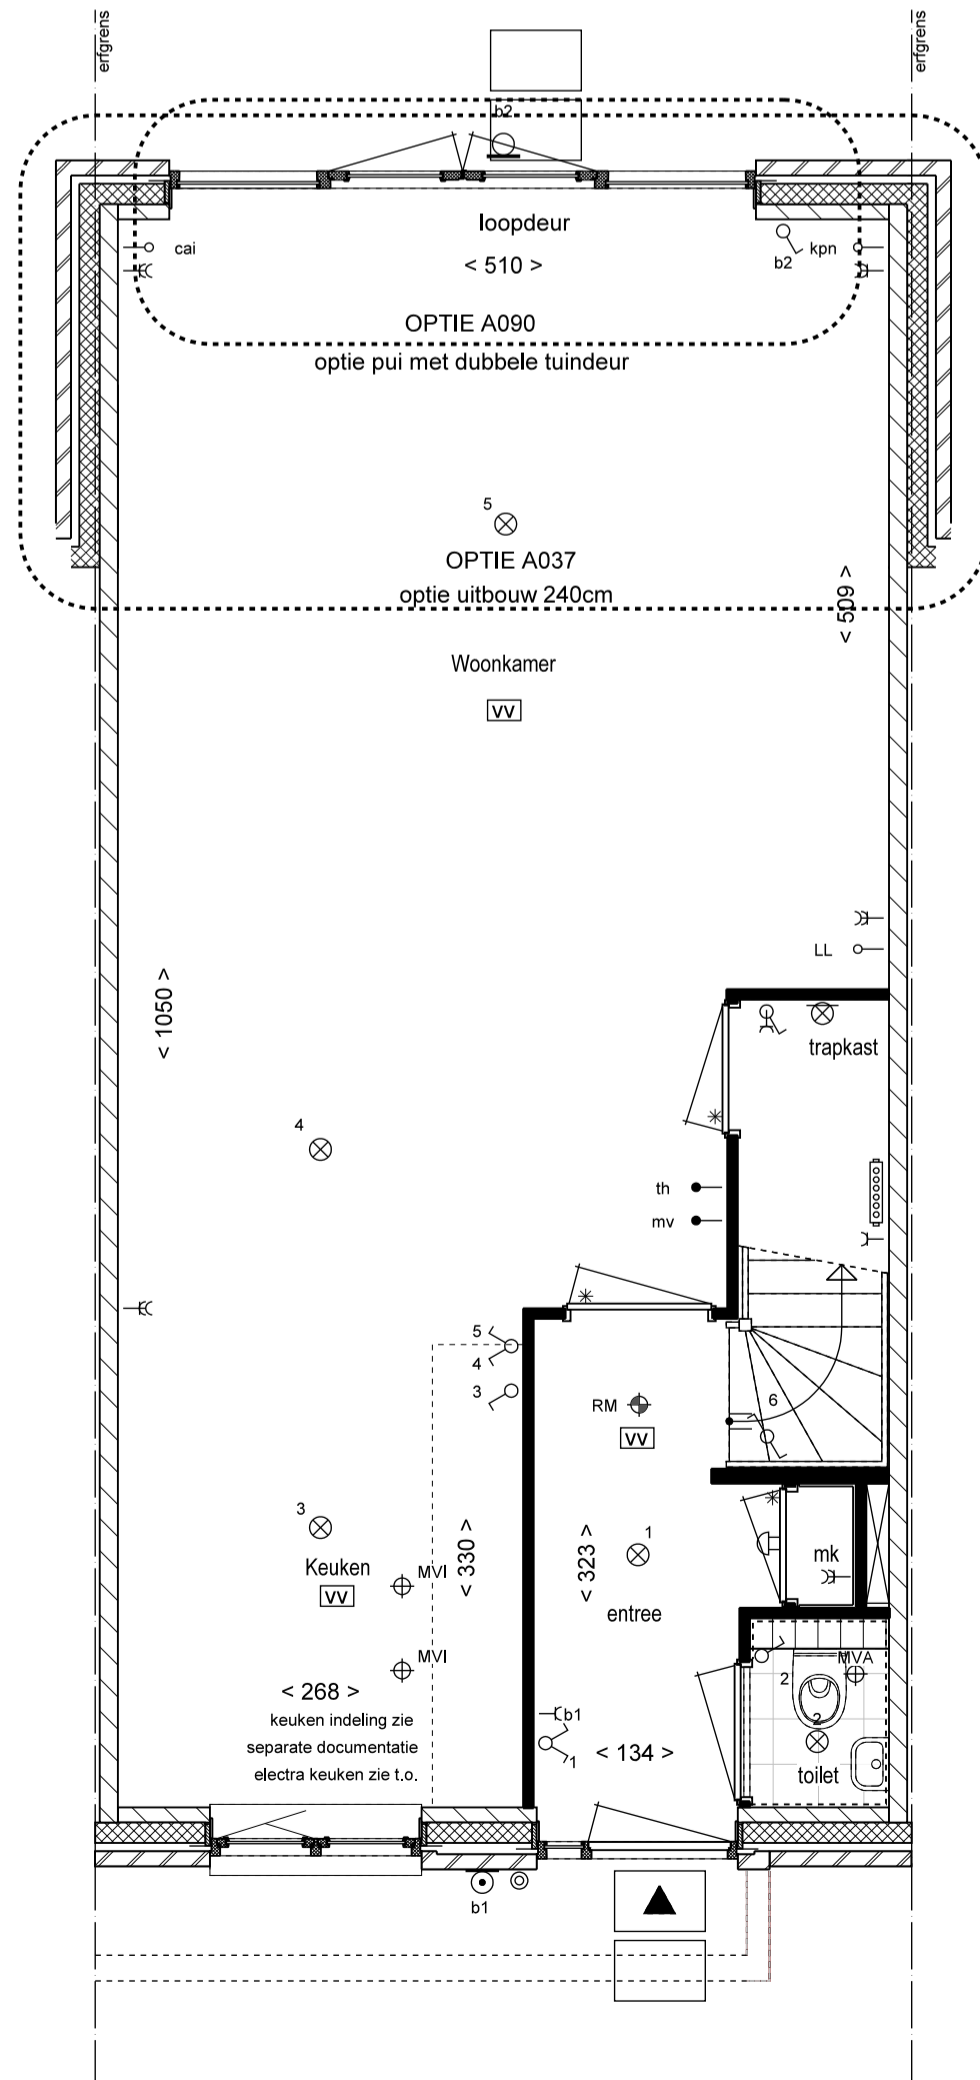 erfgrens
erfgrens
b2
loopdeur
cai
b2
kpn
< 510 >
OPTIE A090
optie pui met dubbele tuindeur
5
OPTIE A037
optie uitbouw 240cm
< 509 >
Woonkamer
VV
LL
< 1050 >
trapkast
4
th
mv
5
4
3
6
RM
VV
3
1
Keuken
MVI
VV
< 330 >
< 323 >
mk
entree
MVI
MVA
2
< 268 >
keuken indeling zie
b1
2
separate documentatie
1
< 134 >
electra keuken zie t.o.
toilet
b1